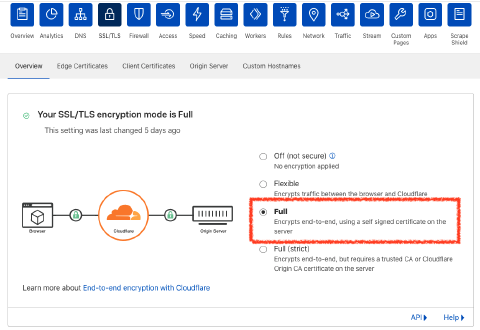 Overview Analytics DNS SSL/TLS Firewall Access Speed Caching Workers Rules Network Traffic Stream Custom Pages Apps Scrape Shield
Overview Edge Certificates Client Certificates Origin Server Custom Hostnames
Your SSL/TLS encryption mode is Full
This setting was last changed 5 days ago
Off (not secure)
No encryption applied
Flexible
Encrypts traffic between the browser and Cloudflare
Full
Encrypts end-to-end, using a self signed certificate on the
server
Full (strict)
Encrypts end-to-end, but requires a trusted CA or Cloudflare
Origin CA certificate on the server
Browser Cloudflare Origin Server
Learn more about End-to-end encryption with Cloudflare
API Help